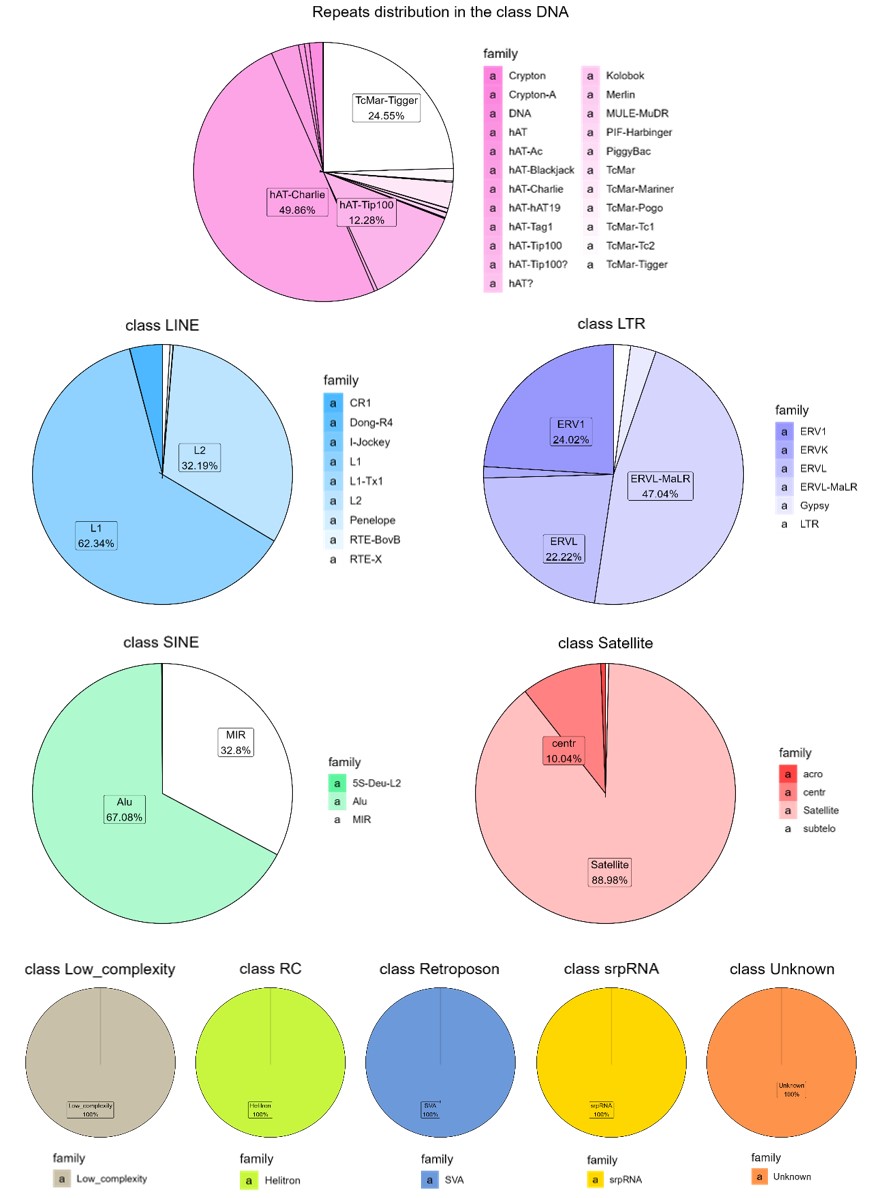 Repeats distribution in the class DNA
TcMar-Tigger
24.55%
hAT-Charlie
49.86%
hAT-Tip100
12.28%
family
a Crypton
a Crypton-A
a DNA
a hAT
a hAT-Ac
a hAT-Blackjack
a hAT-Charlie
a hAT-hAT19
a hAT-Tag1
a hAT-Tip100
a hAT-Tip100?
a hAT?
a Kolobok
a Merlin
a MULE-MuDR
a PIF-Harbinger
a PiggyBac
a TcMar
a TcMar-Mariner
a TcMar-Pogo
a TcMar-Tc1
a TcMar-Tc2
a TcMar-Tigger
class LINE
L2
32.19%
L1
62.34%
family
a CR1
a Dong-R4
a I-Jockey
a L1
a L1-Tx1
a L2
a Penelope
a RTE-BovB
a RTE-X
class LTR
ERV1
24.02%
ERVL-MaLR
47.04%
ERVL
22.22%
family
a ERV1
a ERVK
a ERVL
a ERVL-MaLR
a Gypsy
a LTR
class SINE
MIR
32.8%
Alu
67.08%
family
a 5S-Deu-L2
a Alu
a MIR
class Satellite
centr
10.04%
Satellite
88.98%
family
a acro
a centr
a Satellite
a subtelo
class Low_complexity
Low_complexity
100%
family
a Low_complexity
class RC
Helitron
100%
family
a Helitron
class Retroposon
SVA
100%
family
a SVA
class srpRNA
srpRNA
100%
family
a srpRNA
class Unknown
Unknown
100%
family
a Unknown